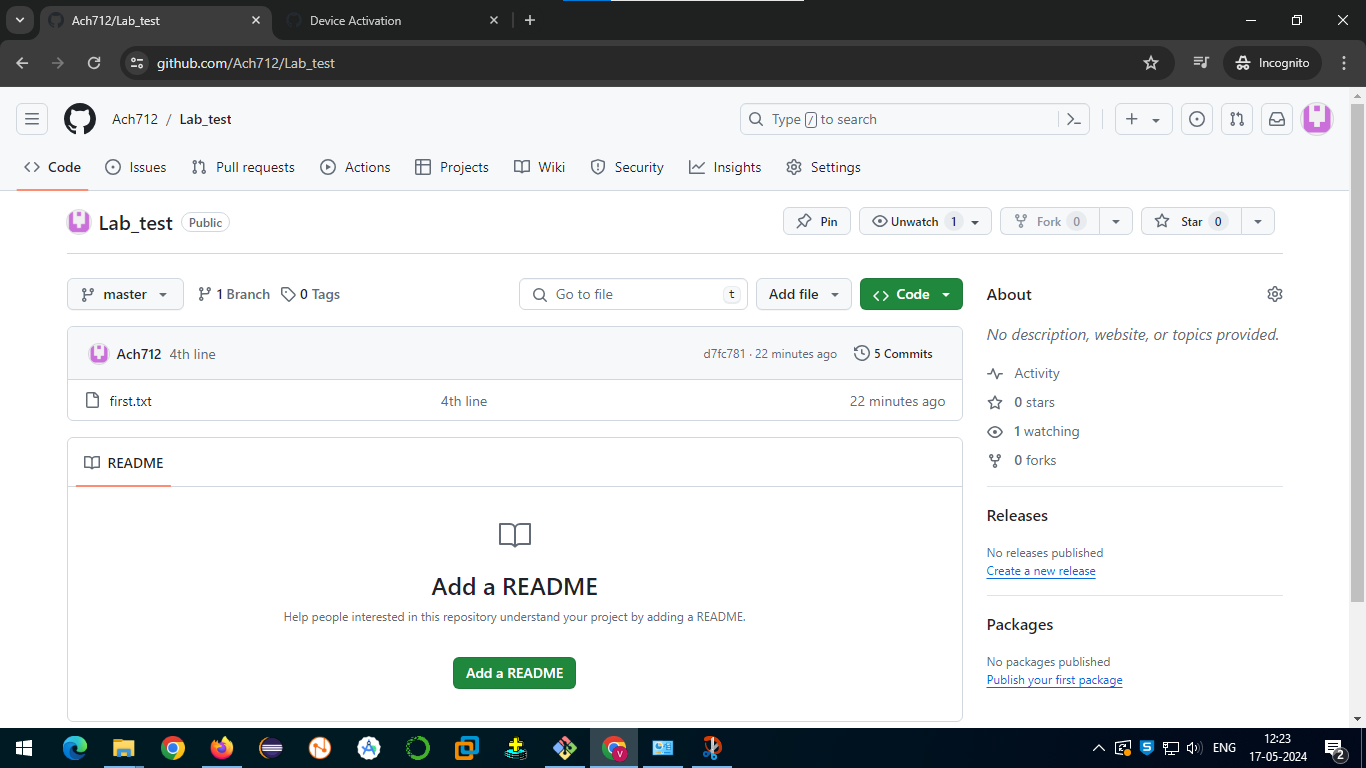 Ach712/Lab_test
Device Activation
github.com/Ach712/Lab_test
Incognito
Ach712 / Lab_test
Type / to search
Code
Issues
Pull requests
Actions
Projects
Wiki
Security
Insights
Settings
Lab_test Public
Pin
Unwatch 1
Fork 0
Star 0
master
1 Branch
0 Tags
Go to file
t
Add file
Code
Ach712 4th line
d7fc781 · 22 minutes ago
5 Commits
first.txt
4th line
22 minutes ago
README
Add a README
Help people interested in this repository understand your project by adding a README.
Add a README
About
No description, website, or topics provided.
Activity
0 stars
1 watching
0 forks
Releases
No releases published
Create a new release
Packages
No packages published
Publish your first package
V
S
ENG
12:23
17-05-2024
2